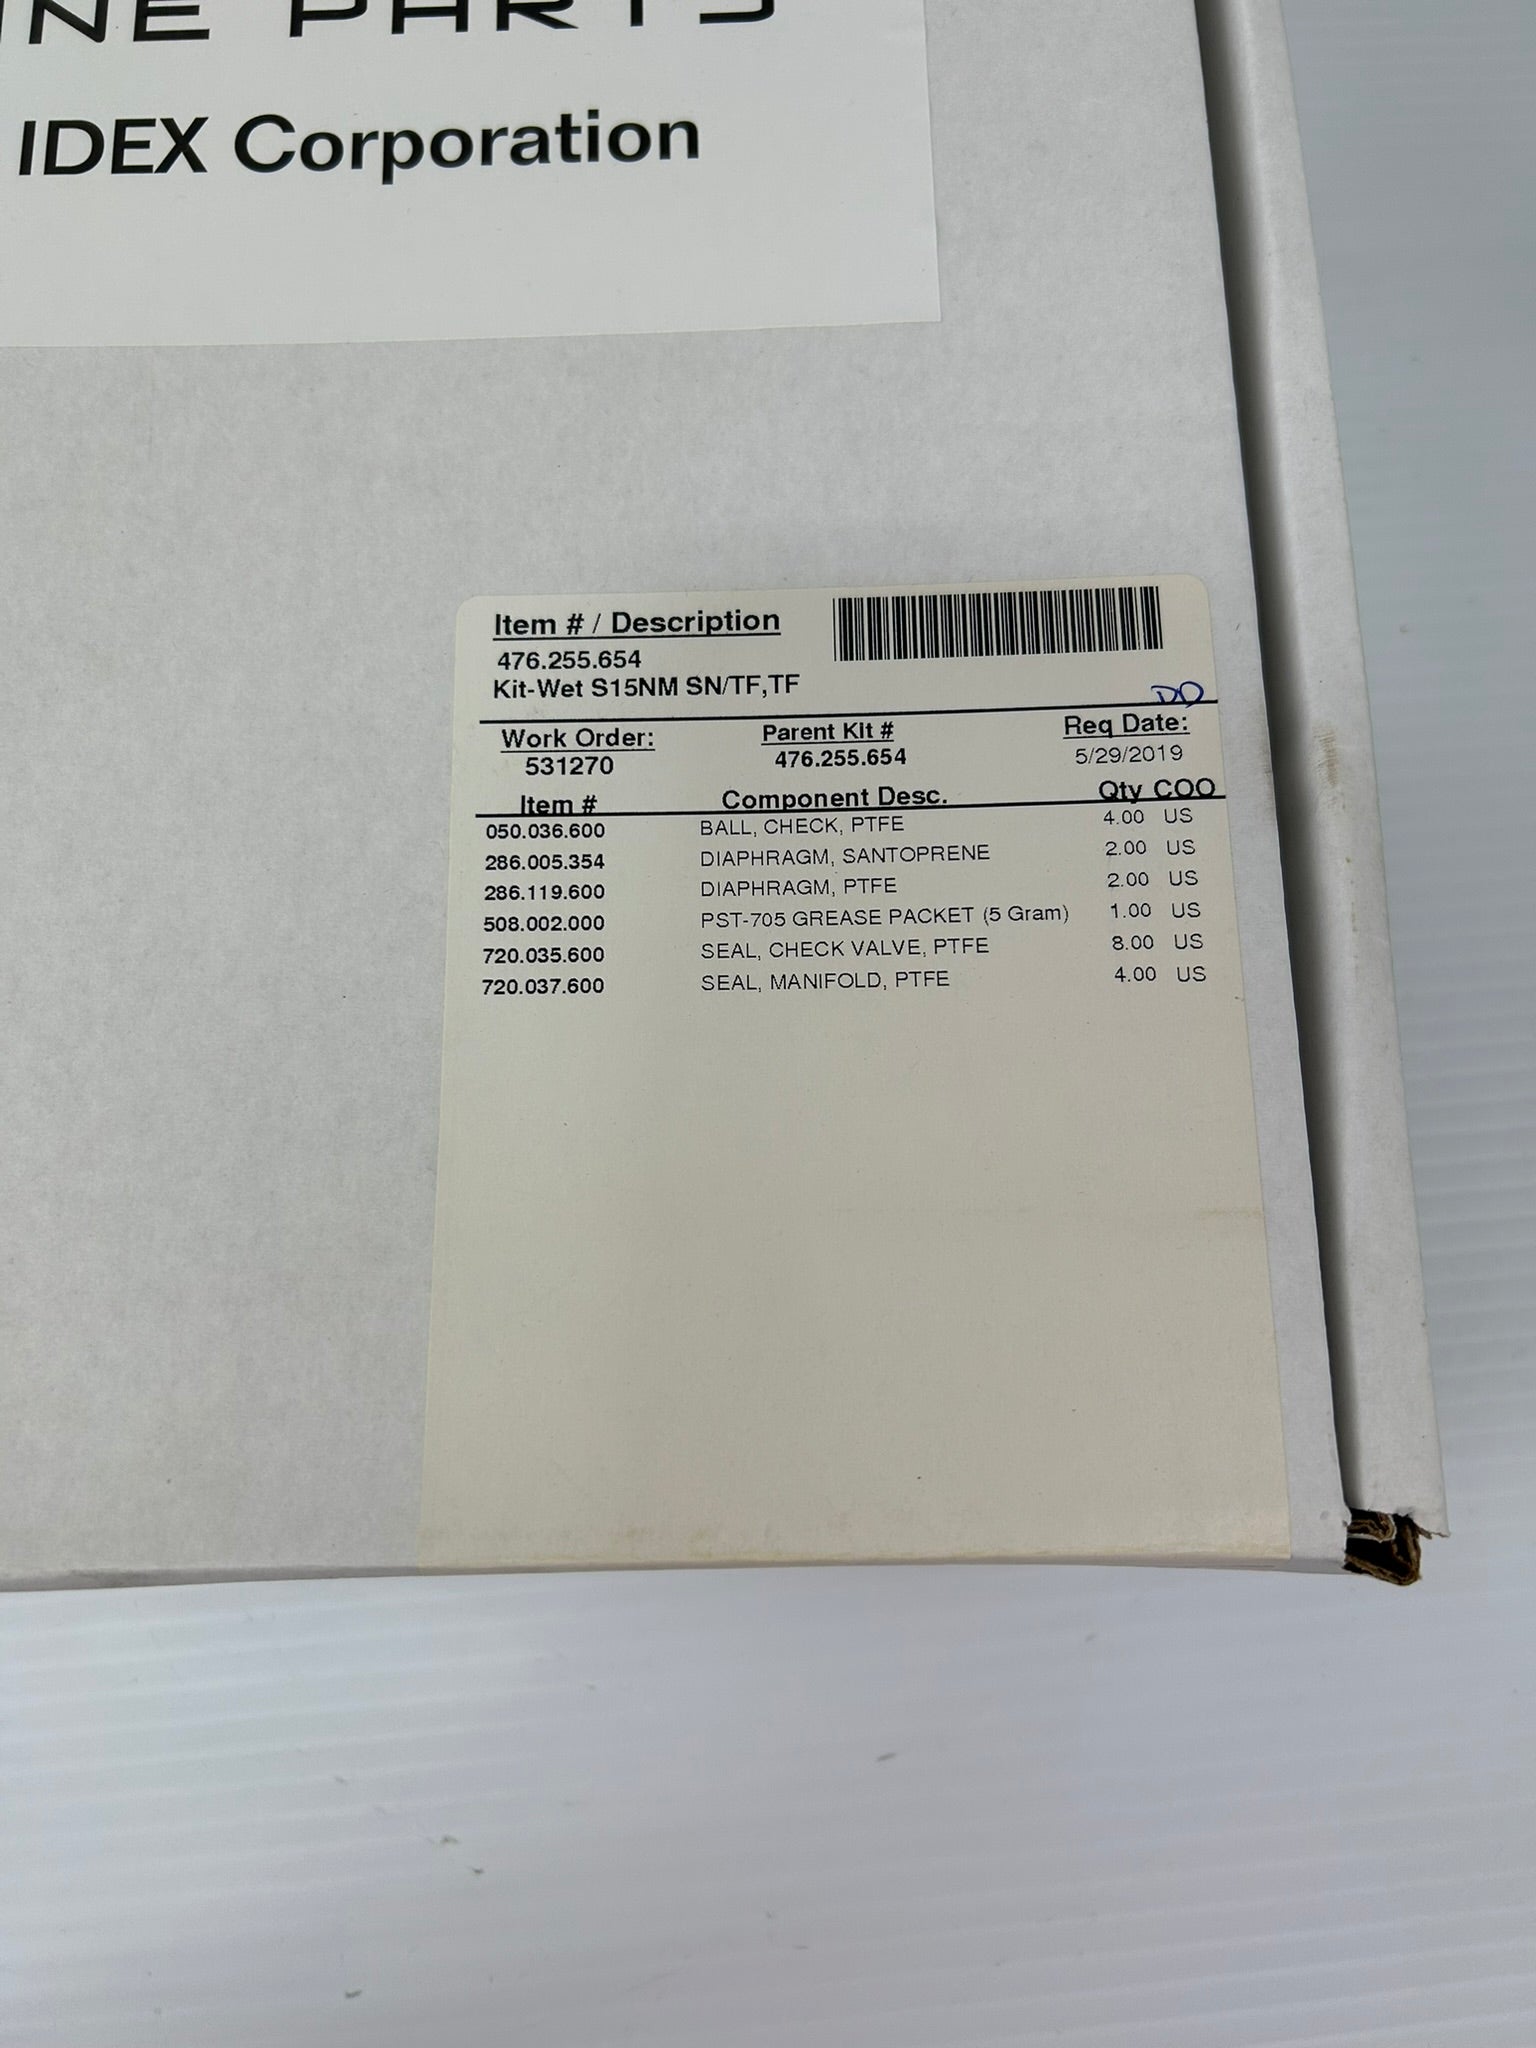 INE PARTS
IDEX Corporation
Item # / Description
476.255.654
Kit-Wet S15NM SN/TF,TF
DD
Work Order: Parent Kit # Req Date:
531270 476.255.654 5/29/2019
Item # Component Desc. Qty COO
050.036.600 BALL, CHECK, PTFE 4.00 US
286.005.354 DIAPHRAGM, SANTOPRENE 2.00 US
286.119.600 DIAPHRAGM, PTFE 2.00 US
508.002.000 PST-705 GREASE PACKET (5 Gram) 1.00 US
720.035.600 SEAL, CHECK VALVE, PTFE 8.00 US
720.037.600 SEAL, MANIFOLD, PTFE 4.00 US